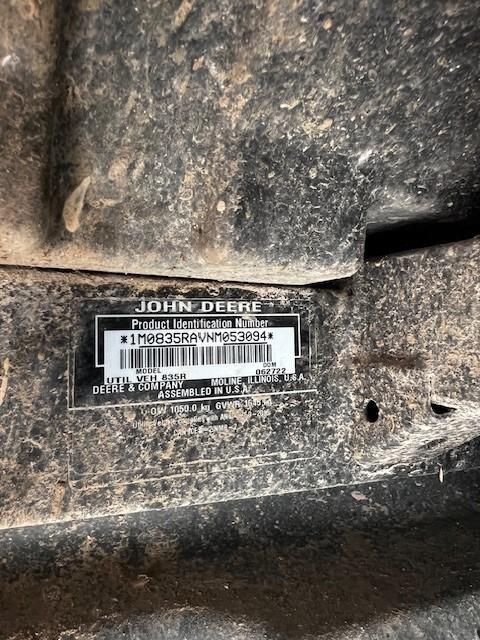 JOHN DEERE
Product Identification Number
*1M0835RAVNM053094*
MODEL DOM
UTIL VEH 835R 062722
DEERE & COMPANY MOLINE, ILLINOIS, U.S.A.
ASSEMBLED IN U.S.A.
OW 1050.0 kg GVWR